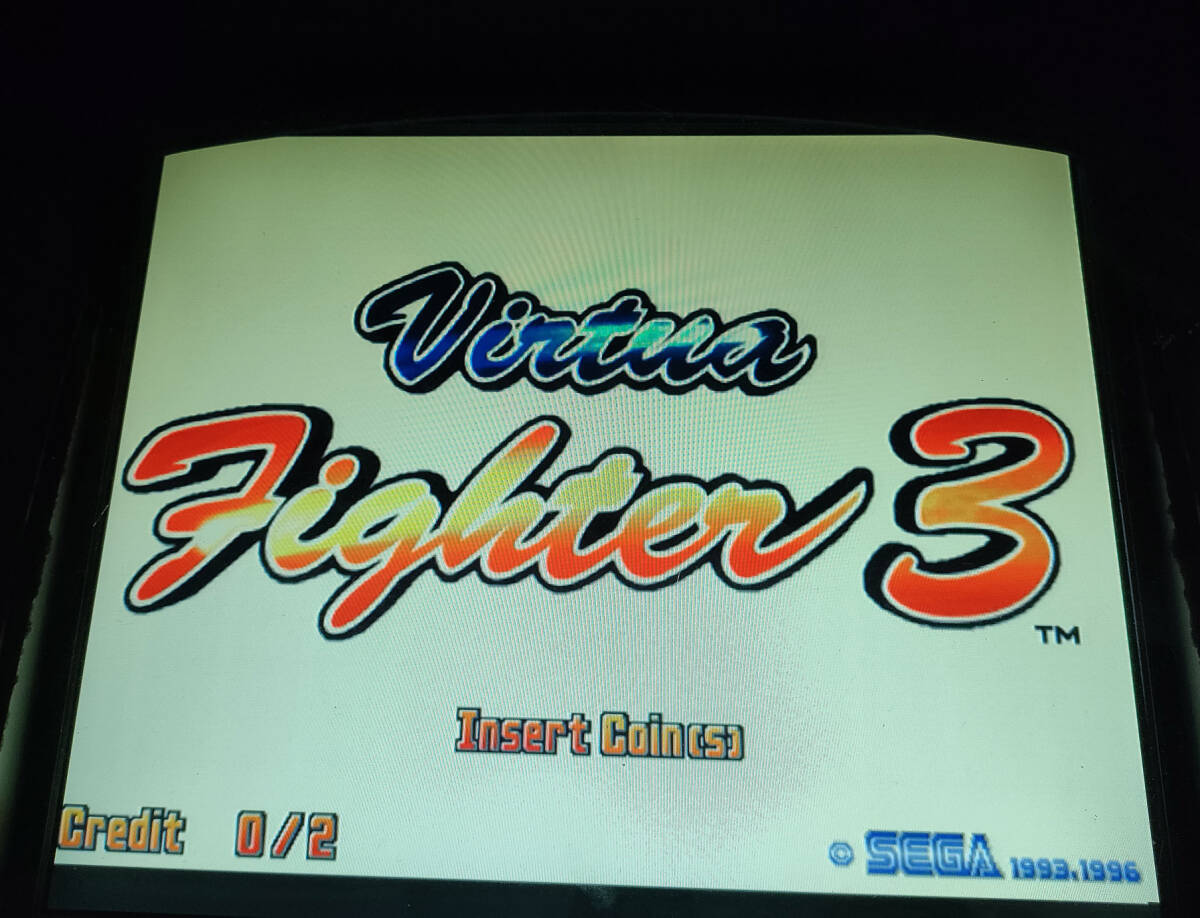 Virtua
Fighter 3
TM
Insert Coin(s)
Credit 0/2
© SEGA 1993,1996